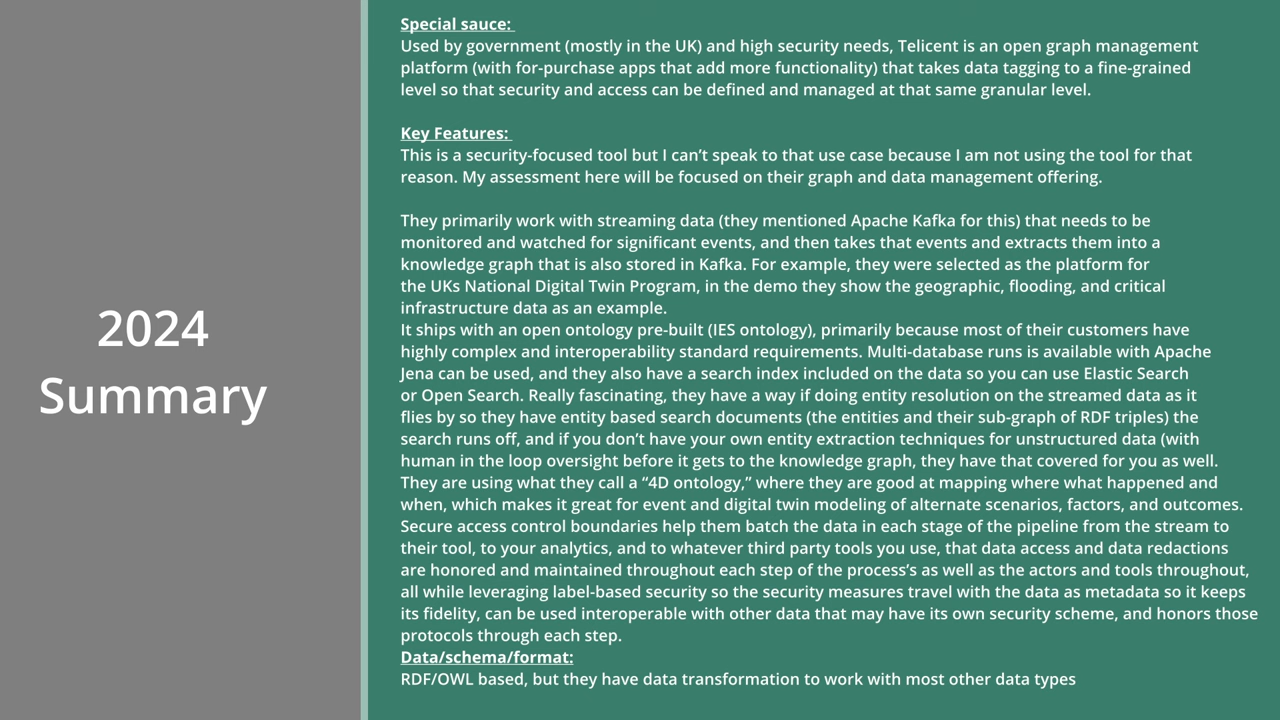 2024
Summary
Special sauce:
Used by government (mostly in the UK) and high security needs, Telicent is an open graph management
platform (with for-purchase apps that add more functionality) that takes data tagging to a fine-grained
level so that security and access can be defined and managed at that same granular level.
Key Features:
This is a security-focused tool but I can’t speak to that use case because I am not using the tool for that
reason. My assessment here will be focused on their graph and data management offering.
They primarily work with streaming data (they mentioned Apache Kafka for this) that needs to be
monitored and watched for significant events, and then takes that events and extracts them into a
knowledge graph that is also stored in Kafka. For example, they were selected as the platform for
the UKs National Digital Twin Program, in the demo they show the geographic, flooding, and critical
infrastructure data as an example.
It ships with an open ontology pre-built (IES ontology), primarily because most of their customers have
highly complex and interoperability standard requirements. Multi-database runs is available with Apache
Jena can be used, and they also have a search index included on the data so you can use Elastic Search
or Open Search. Really fascinating, they have a way if doing entity resolution on the streamed data as it
flies by so they have entity based search documents (the entities and their sub-graph of RDF triples) the
search runs off, and if you don’t have your own entity extraction techniques for unstructured data (with
human in the loop oversight before it gets to the knowledge graph, they have that covered for you as well.
They are using what they call a “4D ontology,” where they are good at mapping where what happened and
when, which makes it great for event and digital twin modeling of alternate scenarios, factors, and outcomes.
Secure access control boundaries help them batch the data in each stage of the pipeline from the stream to
their tool, to your analytics, and to whatever third party tools you use, that data access and data redactions
are honored and maintained throughout each step of the process’s as well as the actors and tools throughout,
all while leveraging label-based security so the security measures travel with the data as metadata so it keeps
its fidelity, can be used interoperable with other data that may have its own security scheme, and honors those
protocols through each step.
Data/schema/format:
RDF/OWL based, but they have data transformation to work with most other data types